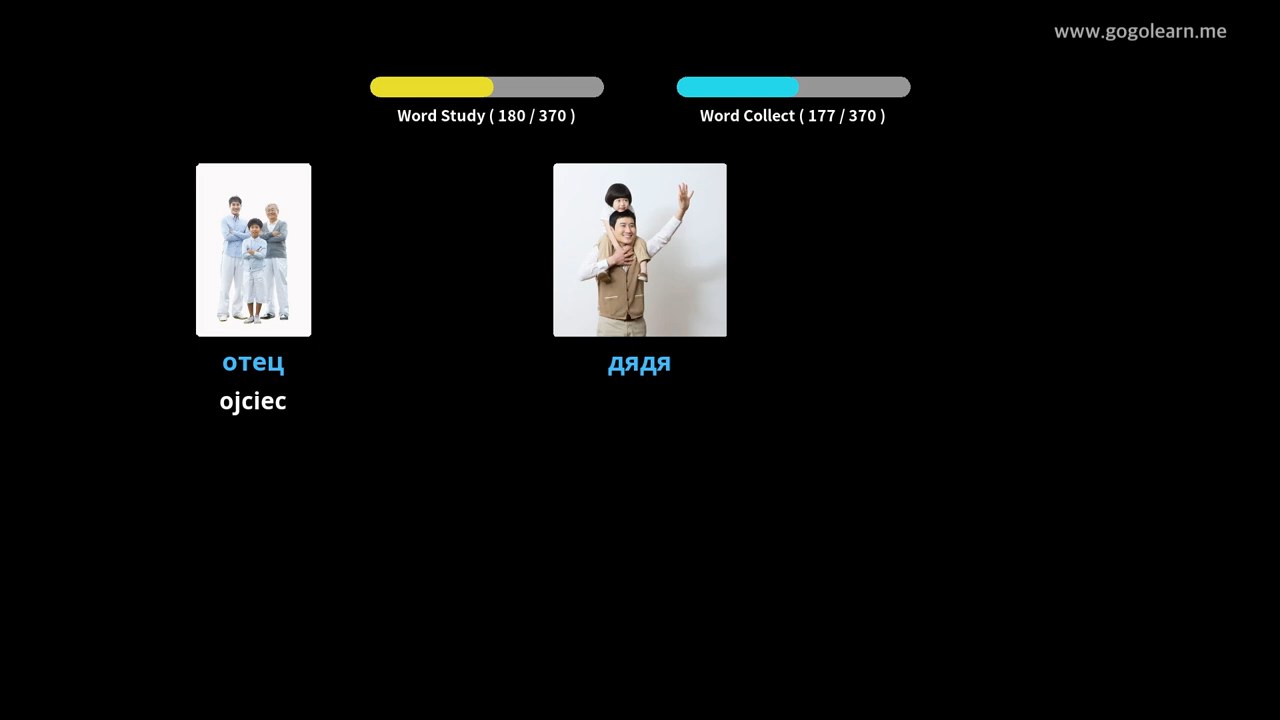 www.gogolearn.me
Word Study ( 180 / 370 )
Word Collect ( 177 / 370 )
отец
ojciec
дядя